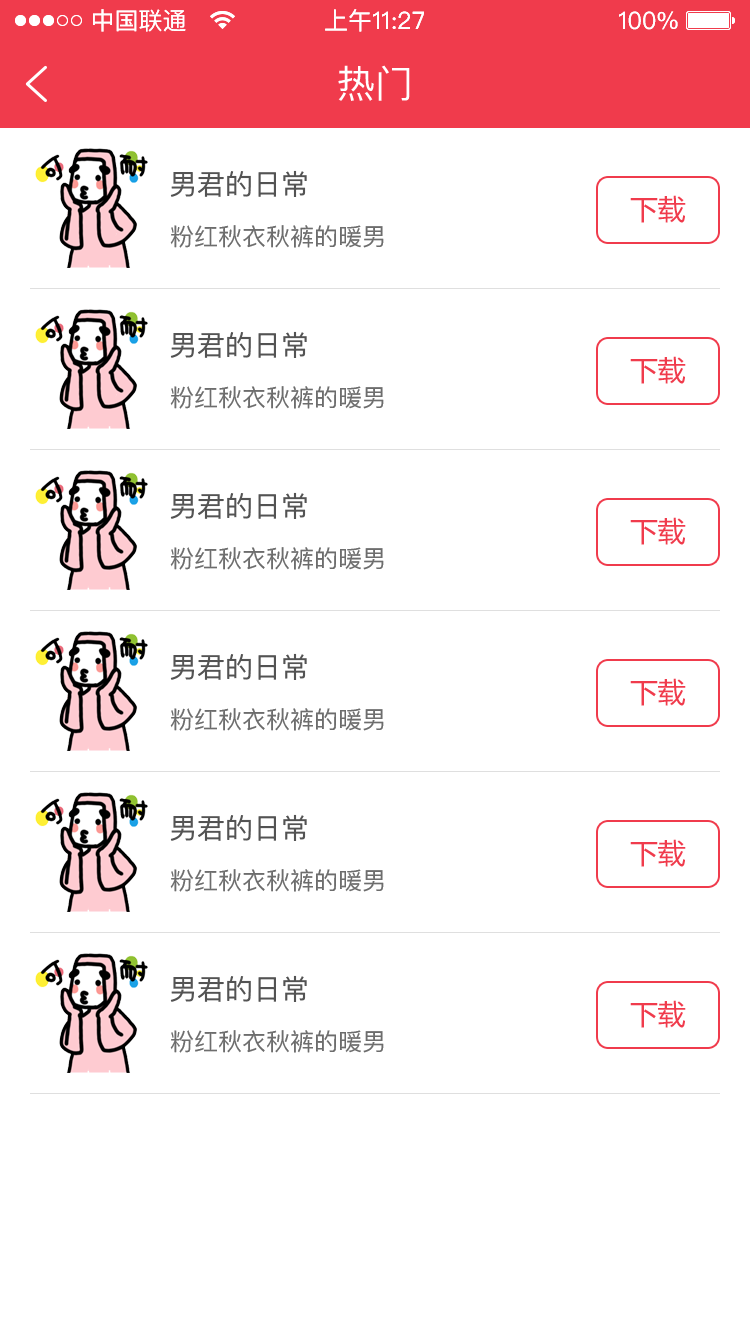 中国联通 上午11:27 100%
热门
可 耐
男君的日常
粉红秋衣秋裤的暖男
下载
可 耐
男君的日常
粉红秋衣秋裤的暖男
下载
可 耐
男君的日常
粉红秋衣秋裤的暖男
下载
可 耐
男君的日常
粉红秋衣秋裤的暖男
下载
可 耐
男君的日常
粉红秋衣秋裤的暖男
下载
可 耐
男君的日常
粉红秋衣秋裤的暖男
下载